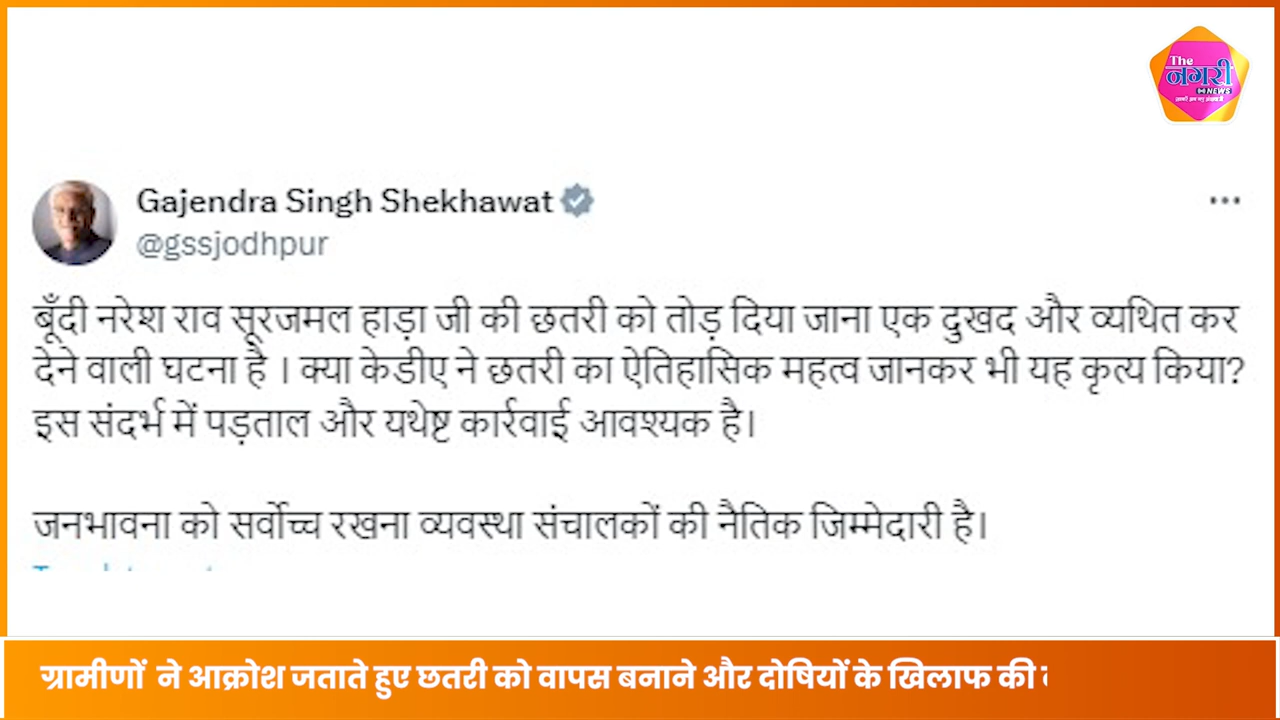 The
नगरी
NEWS
Gajendra Singh Shekhawat
@gssjodhpur
बूँदी नरेश राव सूरजमल हाड़ा जी की छतरी को तोड़ दिया जाना एक दुखद और व्यथित कर
देने वाली घटना है । क्या केडीए ने छतरी का ऐतिहासिक महत्व जानकर भी यह कृत्य किया?
इस संदर्भ में पड़ताल और यथेष्ट कार्रवाई आवश्यक है।
जनभावना को सर्वोच्च रखना व्यवस्था संचालकों की नैतिक जिम्मेदारी है।
ग्रामीणों ने आक्रोश जताते हुए छतरी को वापस बनाने और दोषियों के खिलाफ की